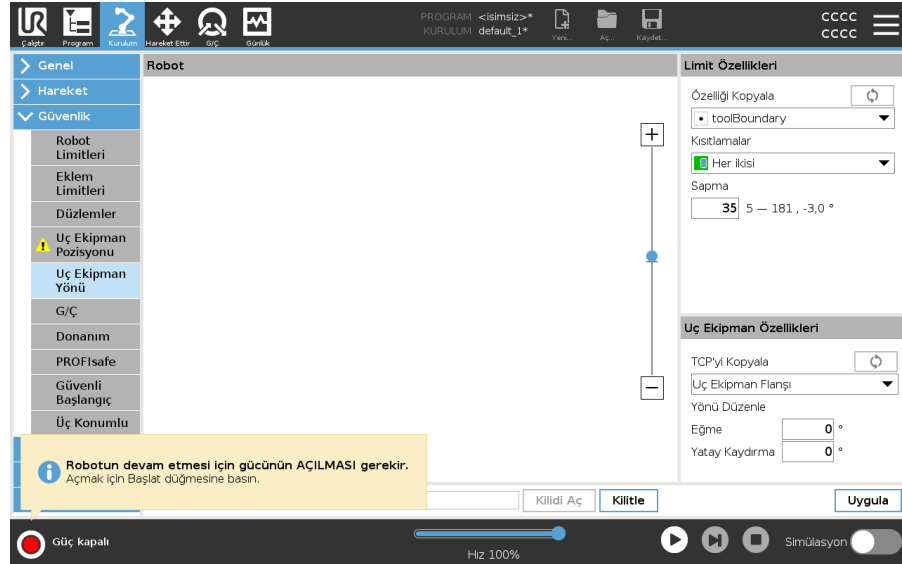 PROGRAM <isimsiz>*
KURULUM default_1*
Çalıştır Program Kurulum Hareket Ettir G/Ç Günlük
Yeni... Aç... Kaydet...
cccc
cccc
Genel
Hareket
Güvenlik
Robot
Limitleri
Eklem
Limitleri
Düzlemler
Uç Ekipman
Pozisyonu
Uç Ekipman
Yönü
G/Ç
Donanım
PROFIsafe
Güvenli
Başlangıç
Üç Konumlu
Robot
Limit Özellikleri
Özelliği Kopyala
toolBoundary
Kısıtlamalar
Her ikisi
Sapma
35 5 — 181 , -3,0 °
Uç Ekipman Özellikleri
TCP'yi Kopyala
Uç Ekipman Flanşı
Yönü Düzenle
Eğme 0 °
Yatay Kaydırma 0 °
Robotun devam etmesi için gücünün AÇILMASI gerekir.
Açmak için Başlat düğmesine basın.
Kilidi Aç Kilitle Uygula
Güç kapalı
Hız 100%
Simülasyon